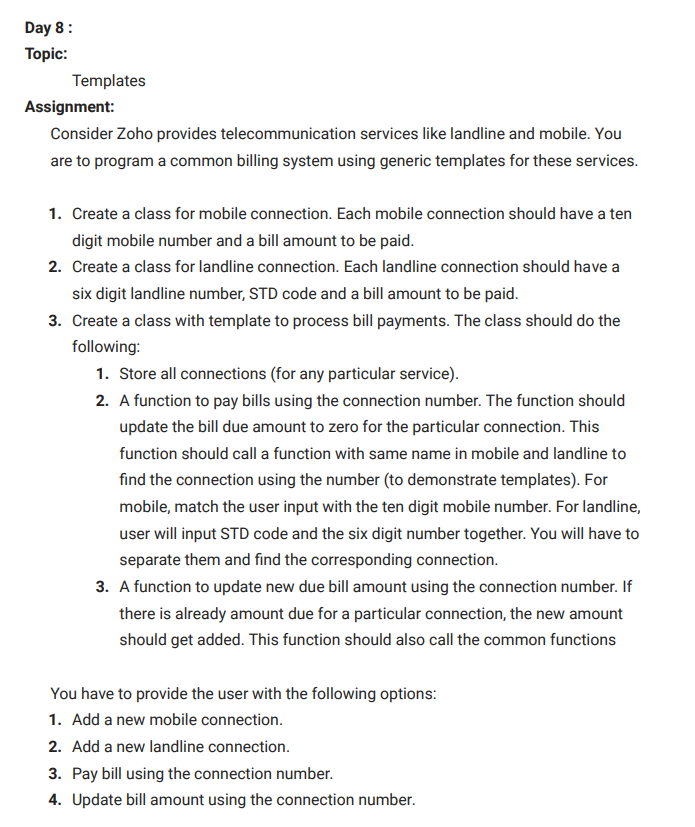 Day 8 :
Topic:
Templates
Assignment:
Consider Zoho provides telecommunication services like landline and mobile. You
are to program a common billing system using generic templates for these services.
1. Create a class for mobile connection. Each mobile connection should have a ten
digit mobile number and a bill amount to be paid.
2. Create a class for landline connection. Each landline connection should have a
six digit landline number, STD code and a bill amount to be paid.
3. Create a class with template to process bill payments. The class should do the
following:
1. Store all connections (for any particular service).
2. A function to pay bills using the connection number. The function should
update the bill due amount to zero for the particular connection. This
function should call a function with same name in mobile and landline to
find the connection using the number (to demonstrate templates). For
mobile, match the user input with the ten digit mobile number. For landline,
user will input STD code and the six digit number together. You will have to
separate them and find the corresponding connection.
3. A function to update new due bill amount using the connection number. If
there is already amount due for a particular connection, the new amount
should get added. This function should also call the common functions
You have to provide the user with the following options:
1. Add a new mobile connection.
2. Add a new landline connection.
3. Pay bill using the connection number.
4. Update bill amount using the connection number.